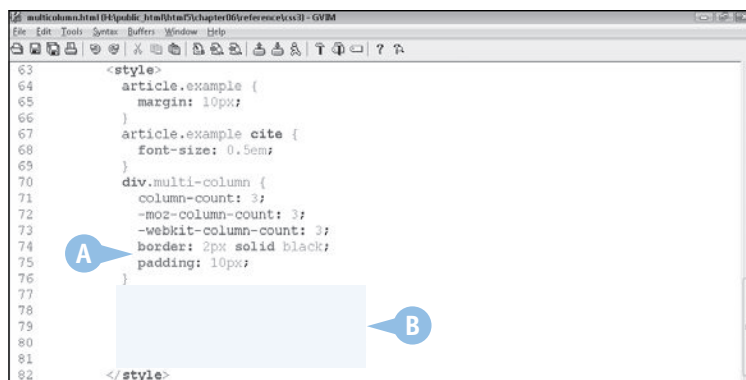 multicolumn.html (H:\public_html\html5\chapter06\reference\css3) - GVIM
File Edit Tools Syntax Buffers Window Help
63 <style>
64 article.example {
65 margin: 10px;
66 }
67 article.example cite {
68 font-size: 0.5em;
69 }
70 div.multi-column {
71 column-count: 3;
72 -moz-column-count: 3;
73 -webkit-column-count: 3;
74 border: 2px solid black;
A
75 padding: 10px;
76 }
77
78
79
B
80
81
82 </style>